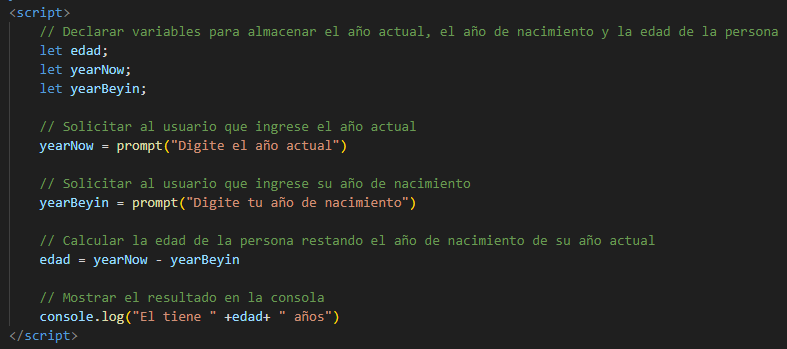 <script>
// Declarar variables para almacenar el año actual, el año de nacimiento y la edad de la persona
let edad;
let yearNow;
let yearBeyin;
// Solicitar al usuario que ingrese el año actual
yearNow = prompt("Digite el año actual")
// Solicitar al usuario que ingrese su año de nacimiento
yearBeyin = prompt("Digite tu año de nacimiento")
// Calcular la edad de la persona restando el año de nacimiento de su año actual
edad = yearNow - yearBeyin
// Mostrar el resultado en la consola
console.log("El tiene " +edad+ " años")
</script>